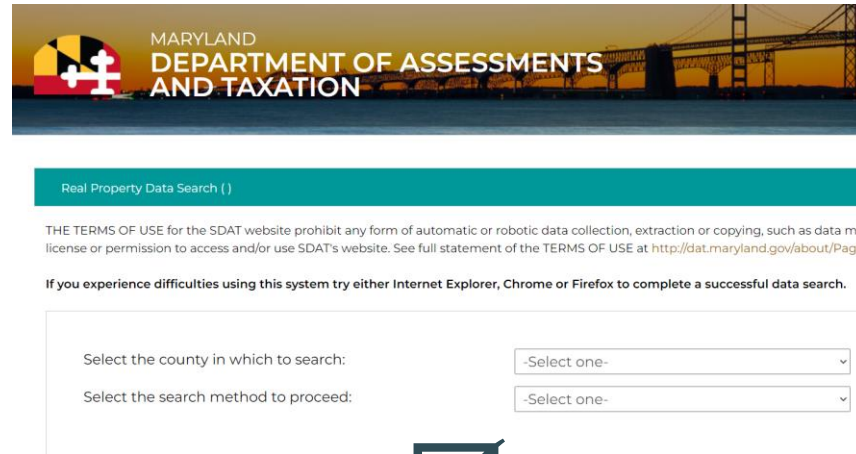 MARYLAND
DEPARTMENT OF ASSESSMENTS
AND TAXATION
Real Property Data Search ( )
THE TERMS OF USE for the SDAT website prohibit any form of automatic or robotic data collection, extraction or copying, such as data
license or permission to access and/or use SDAT's website. See full statement of the TERMS OF USE at http://dat.maryland.gov/about/Pag
If you experience difficulties using this system try either Internet Explorer, Chrome or Firefox to complete a successful data search.
Select the county in which to search: -Select one-
Select the search method to proceed: -Select one-